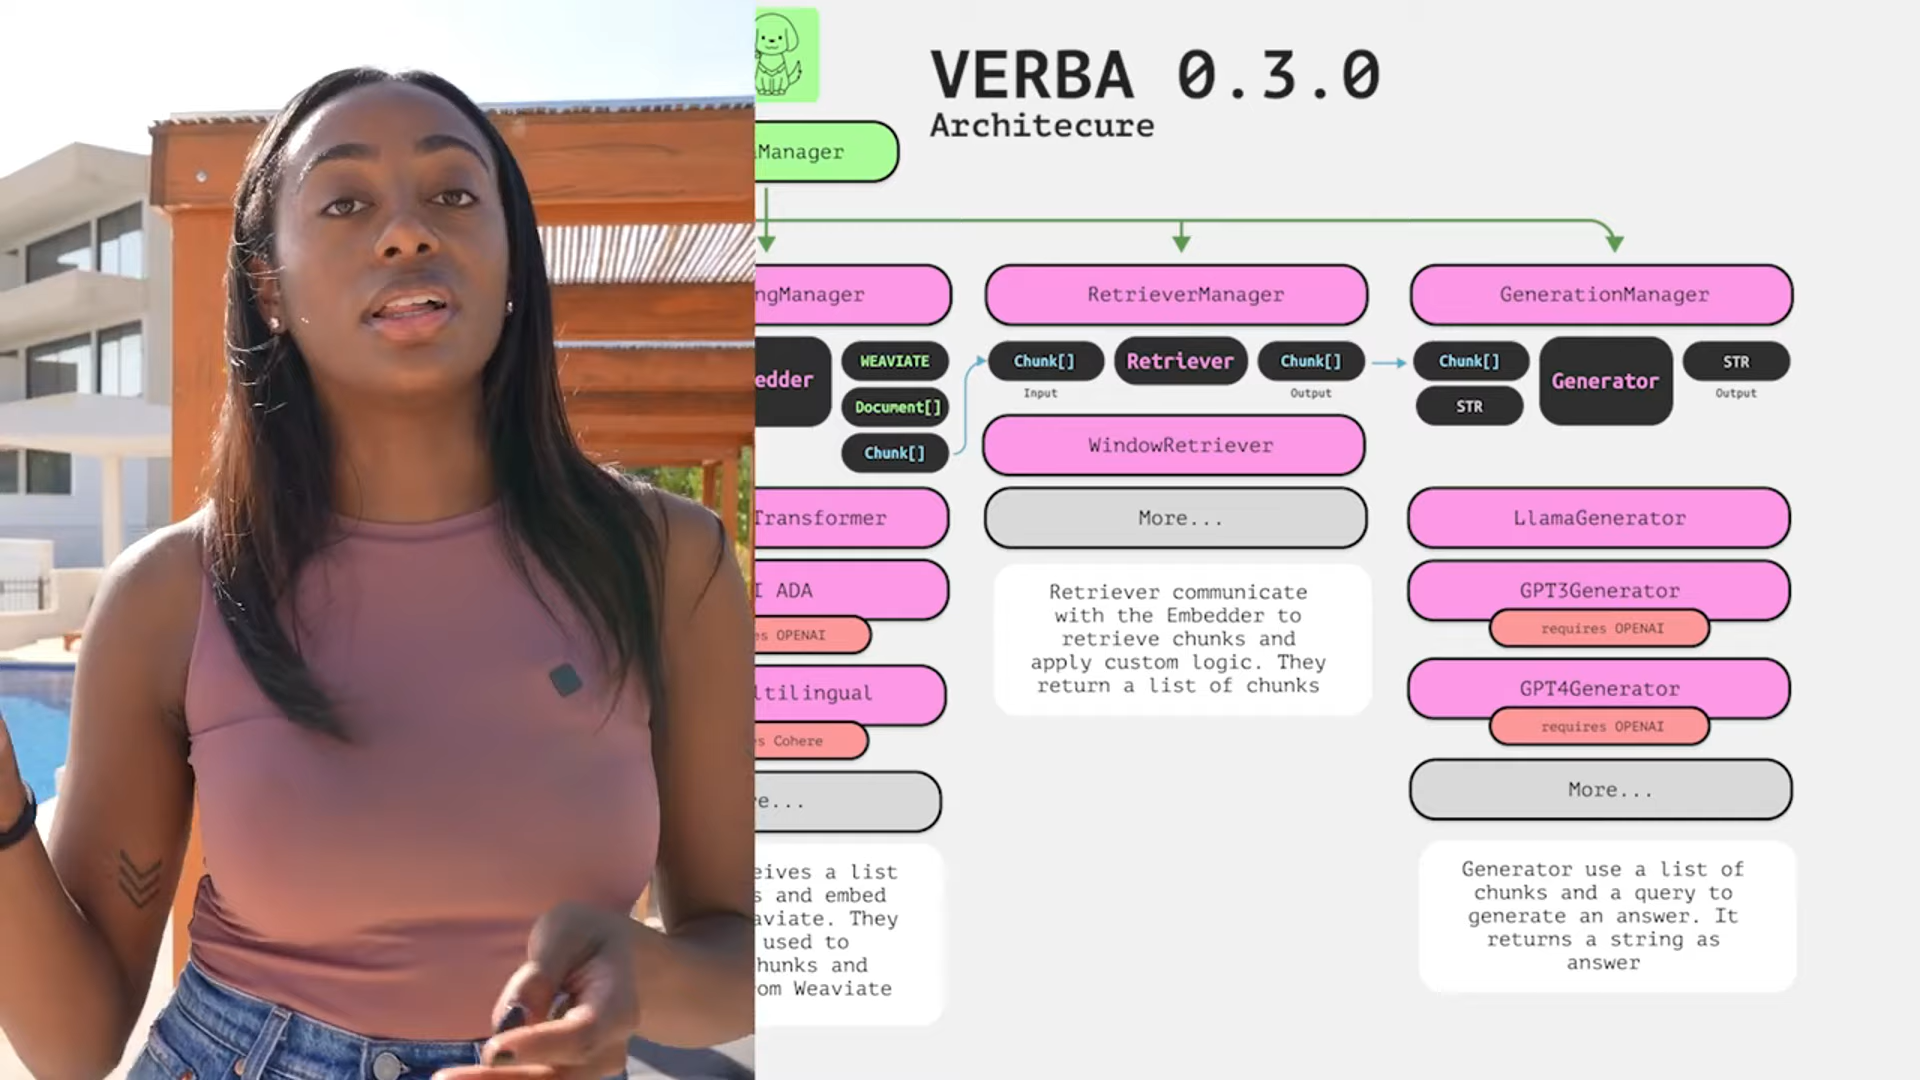 VERBA 0.3.0
Architecure
Manager
ngManager
RetrieverManager
GenerationManager
edder
WEAVIATE
Document[]
Chunk[]
Chunk[]
Input
Retriever
Chunk[]
Output
Chunk[]
STR
Generator
STR
Output
WindowRetriever
Transformer
More...
LlamaGenerator
I ADA
es OPENAI
GPT3Generator
requires OPENAI
ltilingual
es Cohere
GPT4Generator
requires OPENAI
e...
More...
Retriever communicate
with the Embedder to
retrieve chunks and
apply custom logic. They
return a list of chunks
eives a list
s and embed
aviate. They
used to
hunks and
om Weaviate
Generator use a list of
chunks and a query to
generate an answer. It
returns a string as
answer